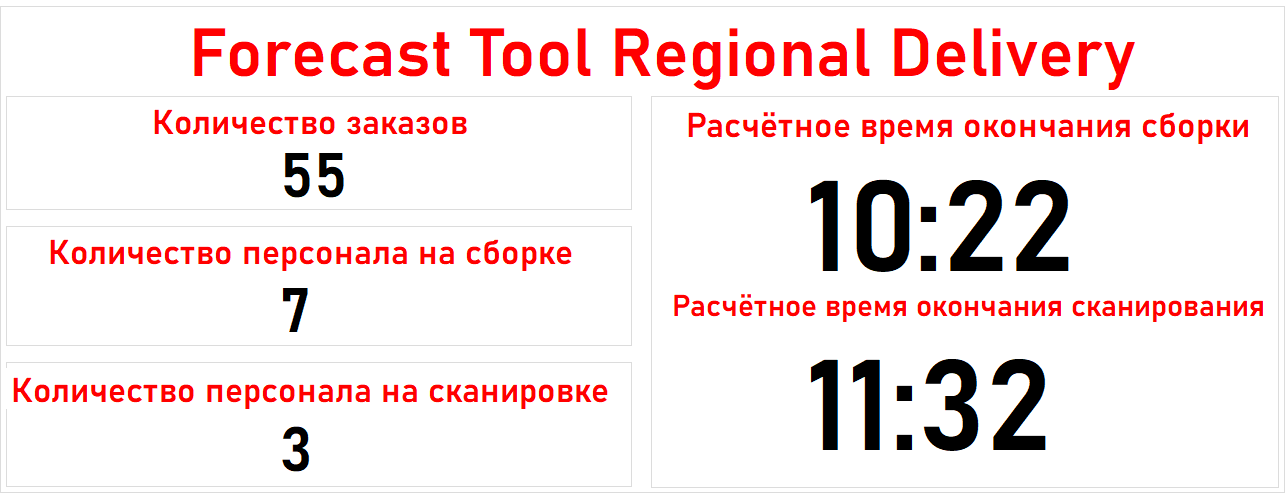 Forecast Tool Regional Delivery
Количество заказов
55
Количество персонала на сборке
7
Количество персонала на сканировке
3
Расчётное время окончания сборки
10:22
Расчётное время окончания сканирования
11:32